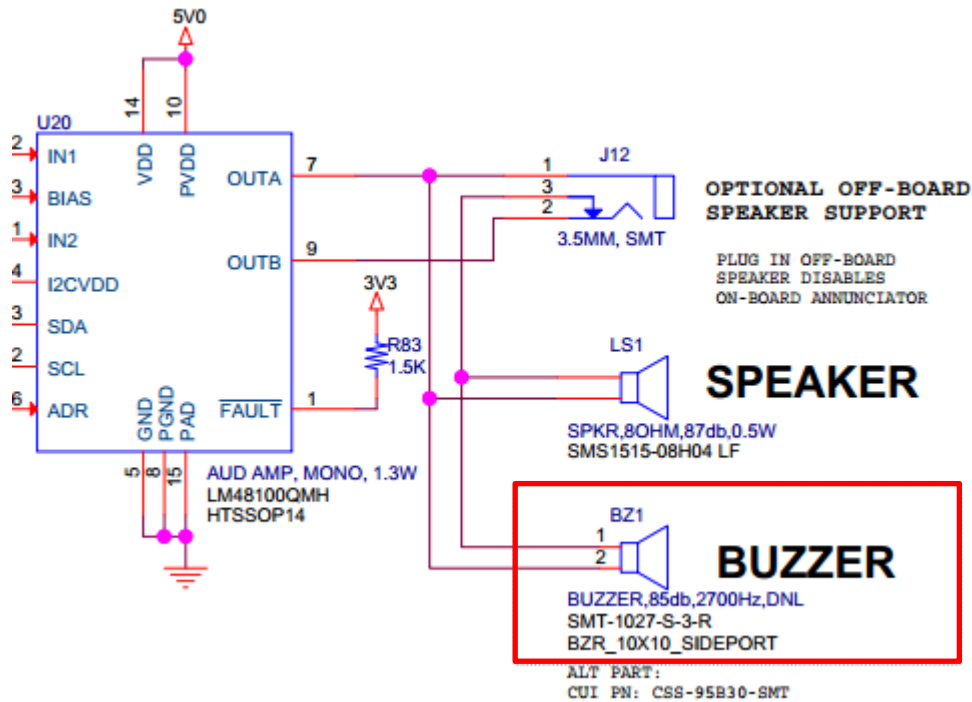 5V0
14
10
U20
2
IN1
VDD
PVDD
OUTA
7
3
BIAS
1
IN2
OUTB
9
4
I2CVDD
3
SDA
2
SCL
6
ADR
FAULT
1
GND
PGND
PAD
5
8
15
AUD AMP, MONO, 1.3W
LM48100QMH
HTSSOP14
3V3
R83
1.5K
J12
1
3
2
3.5MM, SMT
OPTIONAL OFF-BOARD
SPEAKER SUPPORT
PLUG IN OFF-BOARD
SPEAKER DISABLES
ON-BOARD ANNUNCIATOR
LS1
SPEAKER
SPKR,8OHM,87db,0.5W
SMS1515-08H04 LF
BZ1
1
2
BUZZER
BUZZER,85db,2700Hz,DNL
SMT-1027-S-3-R
BZR_10X10_SIDEPORT
ALT PART:
CUI PN: CSS-95B30-SMT